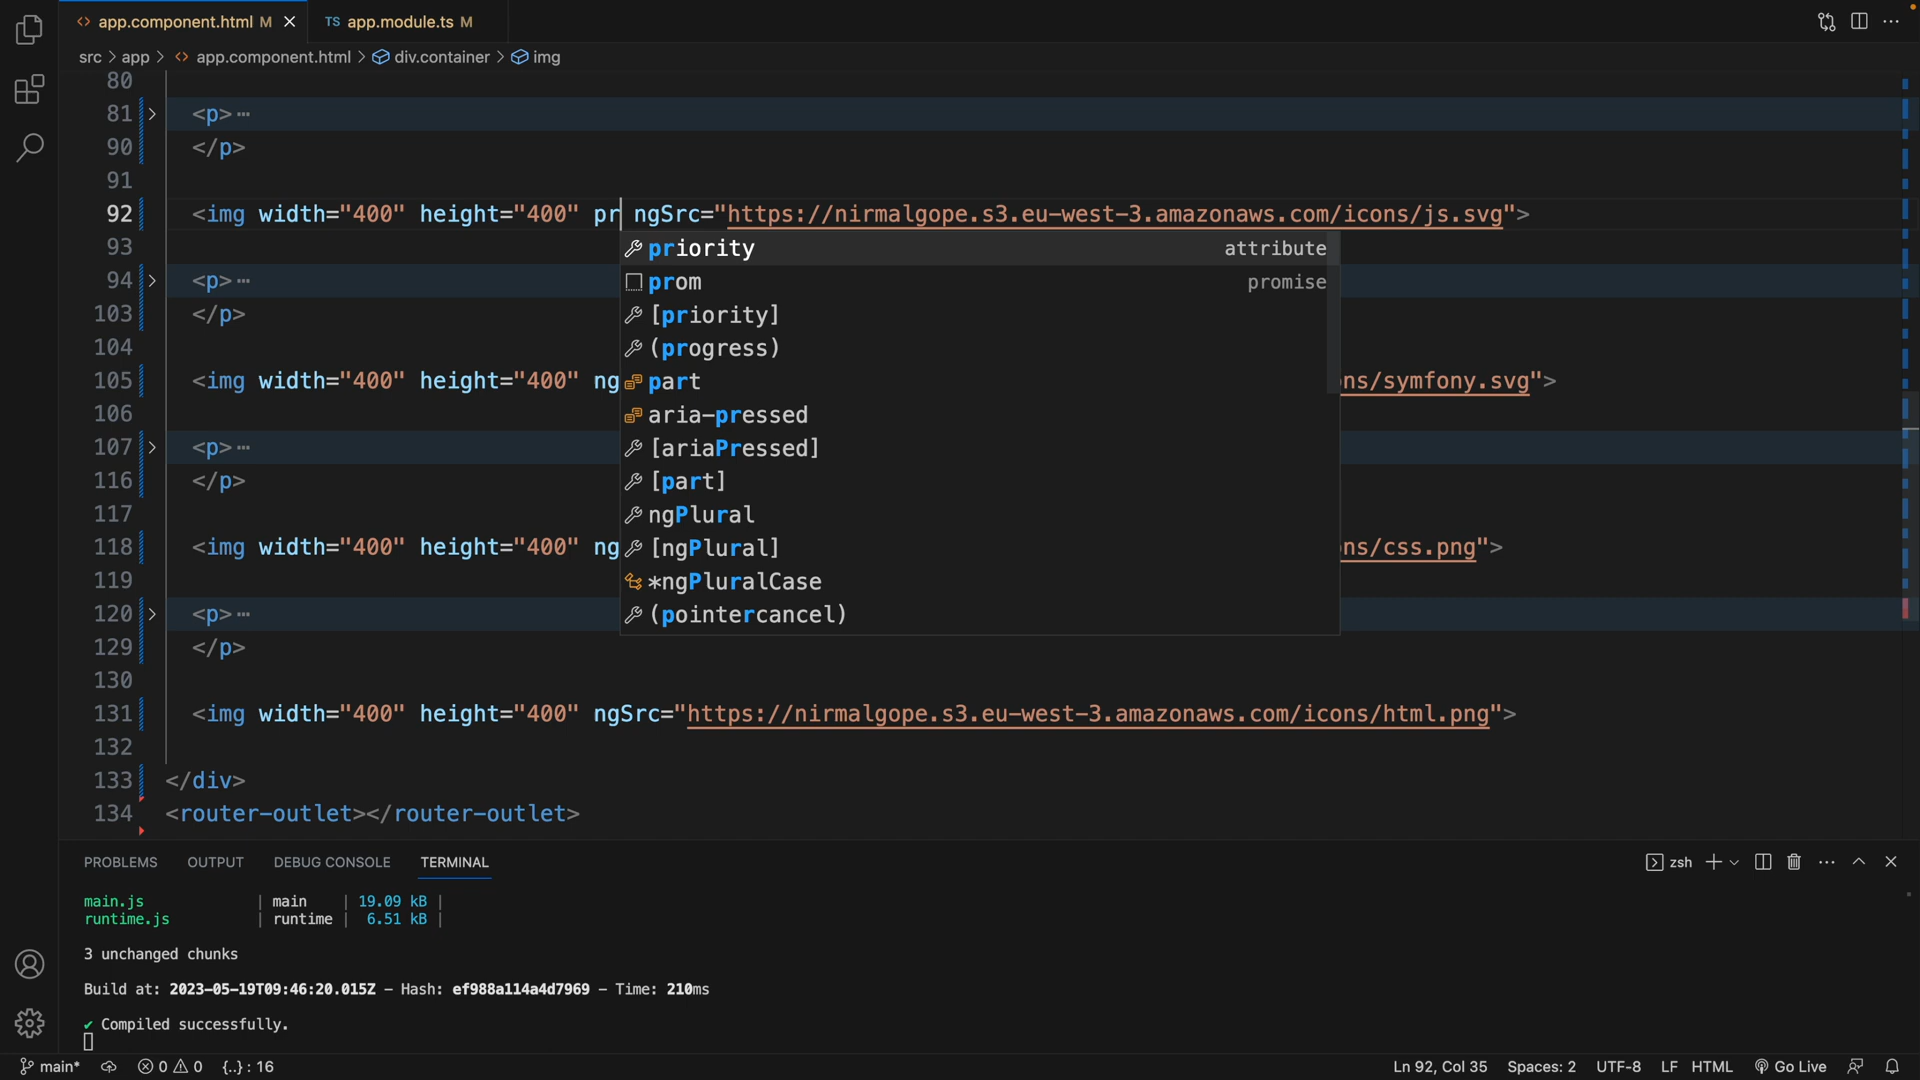 app.component.html M
TS app.module.ts M
src > app > app.component.html > div.container > img
80
81 <p>…
90 </p>
91
92 <img width="400" height="400" pr ngSrc="https://nirmalgope.s3.eu-west-3.amazonaws.com/icons/js.svg">
priority attribute
prom promise
[priority]
(progress)
part
aria-pressed
[ariaPressed]
[part]
ngPlural
[ngPlural]
*ngPluralCase
(pointercancel)
93
94 <p>…
103 </p>
104
105 <img width="400" height="400" ng ns/symfony.svg">
106
107 <p>…
116 </p>
117
118 <img width="400" height="400" ng ns/css.png">
119
120 <p>…
129 </p>
130
131 <img width="400" height="400" ngSrc="https://nirmalgope.s3.eu-west-3.amazonaws.com/icons/html.png">
132
133 </div>
134 <router-outlet></router-outlet>
PROBLEMS OUTPUT DEBUG CONSOLE TERMINAL
zsh
main.js | main | 19.09 kB |
runtime.js | runtime | 6.51 kB |
3 unchanged chunks
Build at: 2023-05-19T09:46:20.015Z - Hash: ef988a114a4d7969 - Time: 210ms
✔ Compiled successfully.
main* 0 0 {..} : 16 Ln 92, Col 35 Spaces: 2 UTF-8 LF HTML Go Live